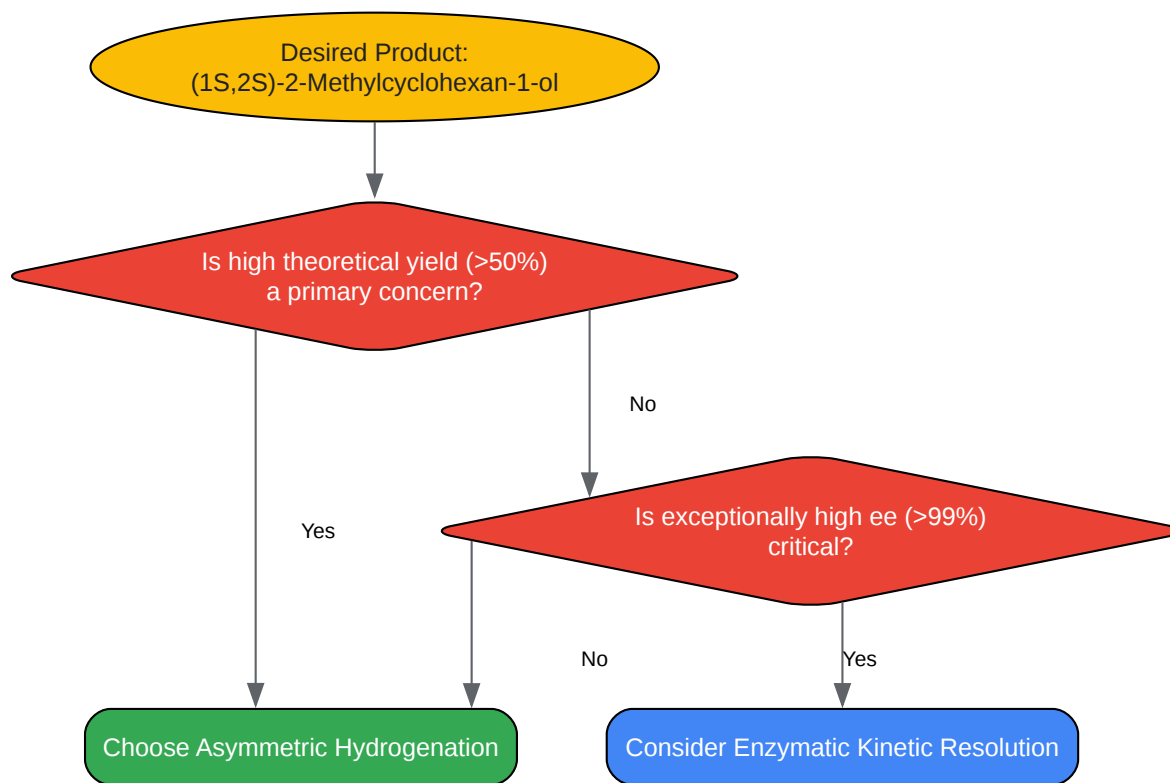 Desired Product:
(1S,2S)-2-Methylcyclohexan-1-ol
Is high theoretical yield (>50%)
a primary concern?
No
Is exceptionally high ee (>99%)
critical?
Yes
No
Yes
Choose Asymmetric Hydrogenation
Consider Enzymatic Kinetic Resolution